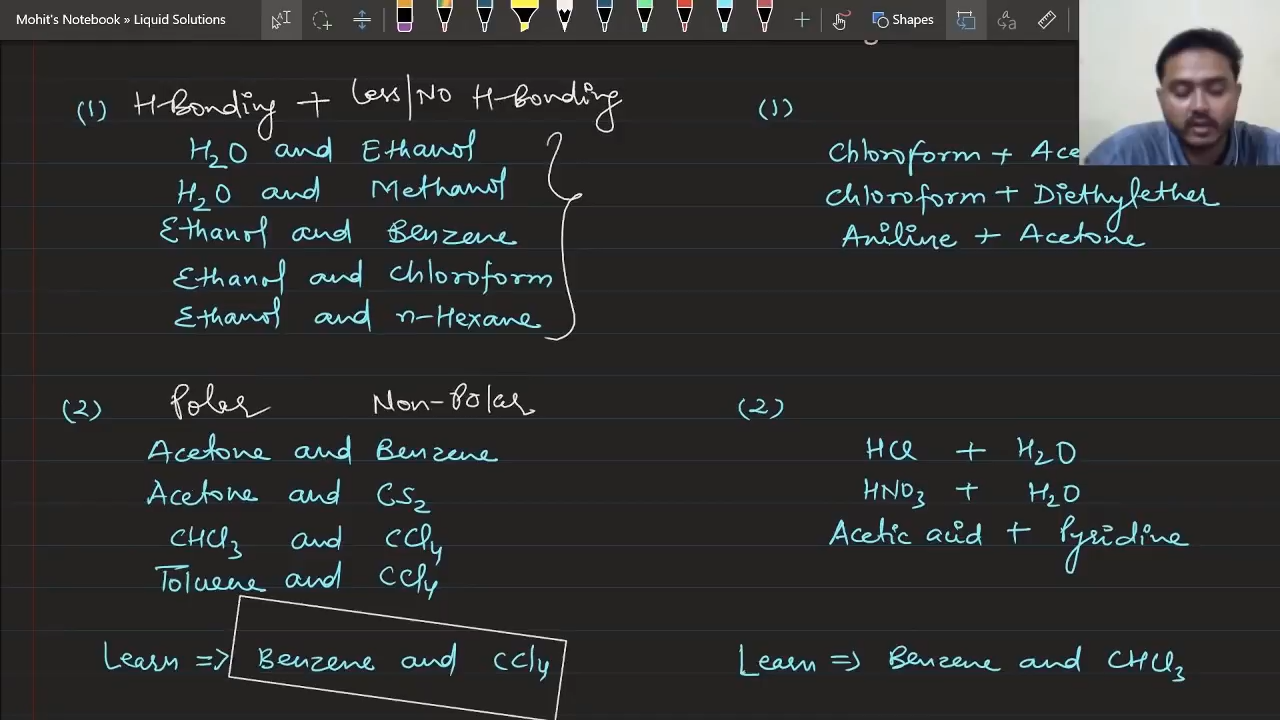 Mohit's Notebook » Liquid Solutions
Shapes
(1) H-Bonding + Less/No H-Bonding
H2O and Ethanol
H2O and Methanol
Ethanol and Benzene
Ethanol and Chloroform
Ethanol and n-Hexane
(2) Polar Non-Polar
Acetone and Benzene
Acetone and CS2
CHCl3 and CCl4
Toluene and CCl4
Learn => Benzene and CCl4
(1)
Chloroform + Ace
Chloroform + Diethylether
Aniline + Acetone
(2)
HCl + H2O
HNO3 + H2O
Acetic acid + Pyridine
Learn => Benzene and CHCl3